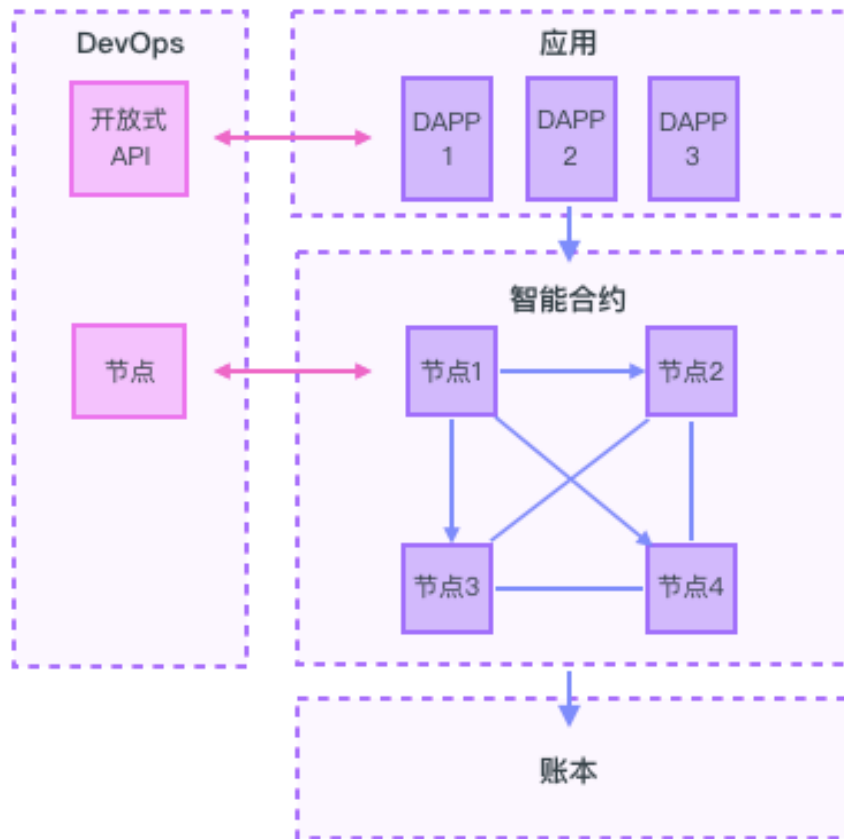 DevOps
开放式
API
节点
应用
DAPP
1
DAPP
2
DAPP
3
智能合约
节点1
节点2
节点3
节点4
账本